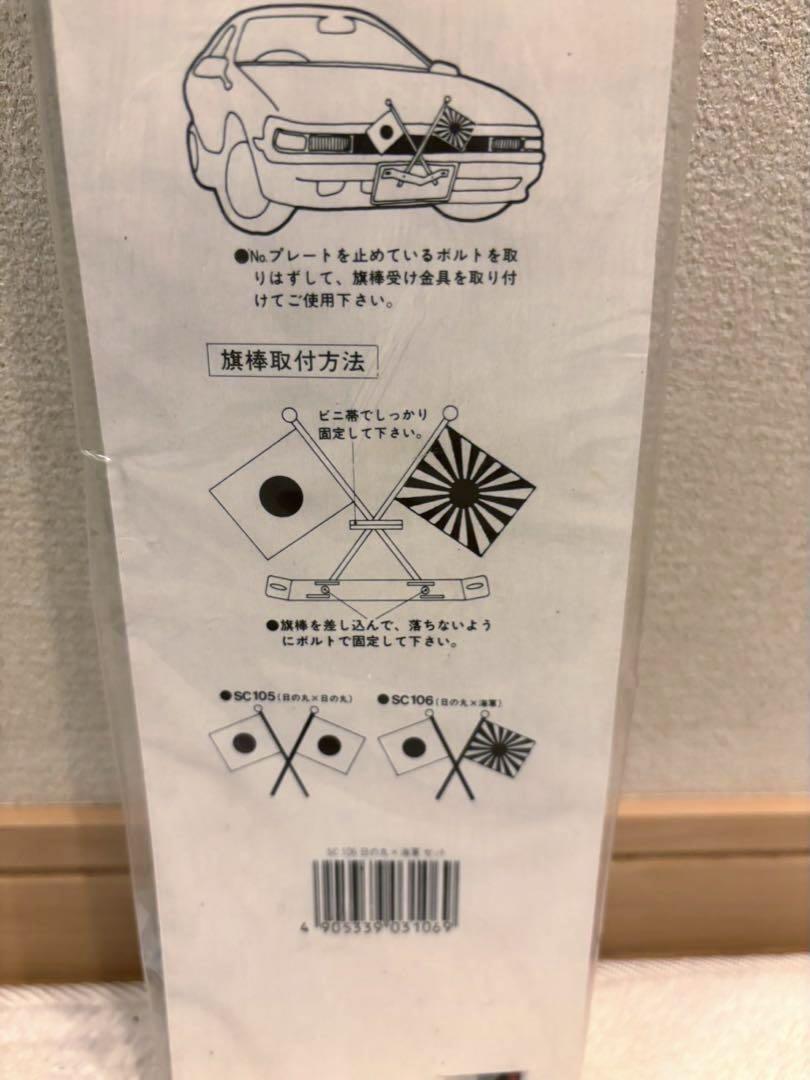 ●No.プレートを止めているボルトを取
りはずして、旗棒受け金具を取り付
けてご使用下さい。
旗棒取付方法
ビニ帯でしっかり
固定して下さい。
●旗棒を差し込んで、落ちないよう
にボルトで固定して下さい。
●SC105(日の丸×日の丸)
●SC106(日の丸×海軍)
SC 106 日の丸×海軍 セット
4 905339 031069